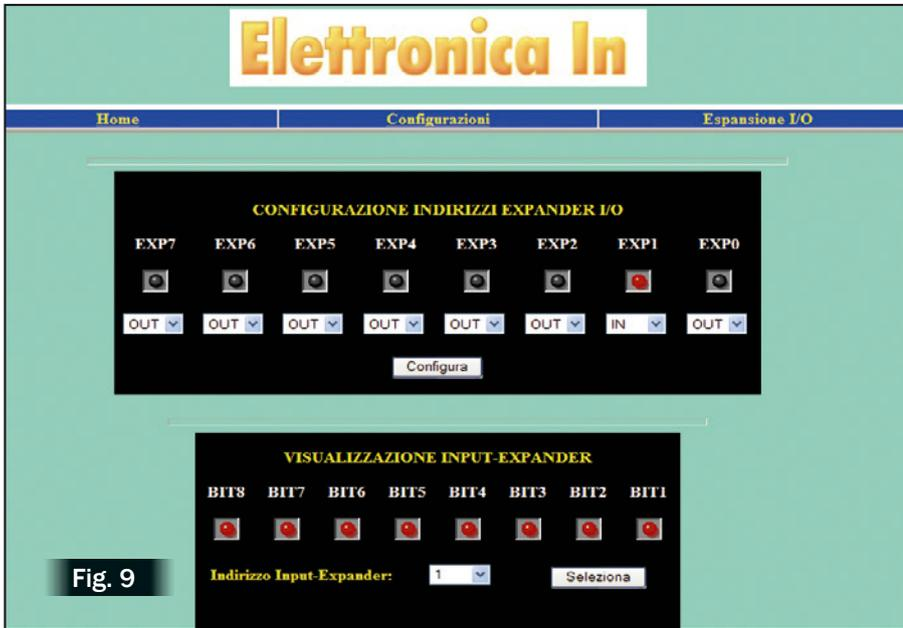 Elettronica In
Home Configurazioni Espansione I/O
CONFIGURAZIONE INDIRIZZI EXPANDER I/O
EXP7 EXP6 EXP5 EXP4 EXP3 EXP2 EXP1 EXP0
OUT OUT OUT OUT OUT OUT IN OUT
Configura
VISUALIZZAZIONE INPUT-EXPANDER
BIT8 BIT7 BIT6 BIT5 BIT4 BIT3 BIT2 BIT1
Indirizzo Input-Expander: 1 Seleziona
Fig. 9